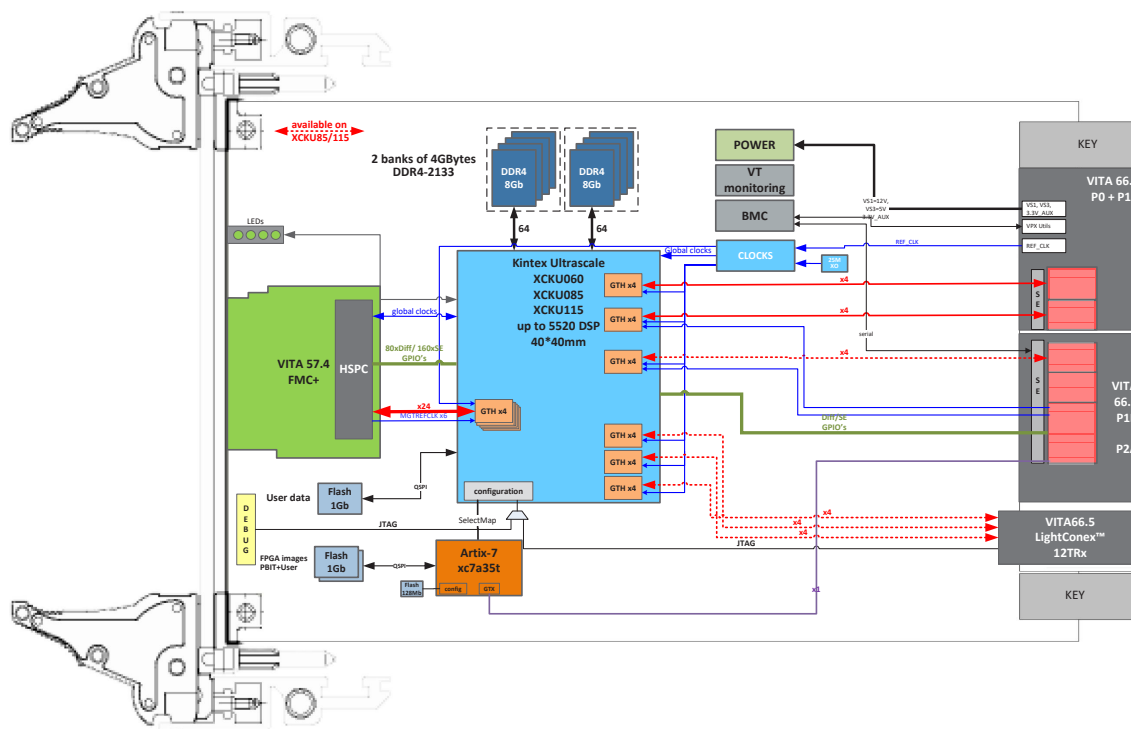 available on
XCKU85/115
2 banks of 4GBytes
DDR4-2133
DDR4
8Gb
DDR4
8Gb
64
64
POWER
VT
monitoring
BMC
CLOCKS
25M
XO
Global clocks
REF_CLK
VS1=12V,
VS3=5V
3.3V_AUX
KEY
VITA 66.
P0 + P1
VS1, VS3,
3.3V_AUX
VPX Utils
REF_CLK
SE
LEDs
Kintex Ultrascale
XCKU060
XCKU085
XCKU115
up to 5520 DSP
40*40mm
GTH x4
GTH x4
GTH x4
GTH x4
GTH x4
GTH x4
GTH x4
x4
x4
x4
serial
SE
VITA
66.
P1
P2
global clocks
80xDiff/ 160xSE
GPIO's
VITA 57.4
FMC+
HSPC
x24
MGTREFCLK x6
Diff/SE
GPIO's
User data
Flash
1Gb
QSPI
configuration
SelectMap
JTAG
DEBUG
FPGA images
PBIT+User
Flash
1Gb
QSPI
Artix-7
xc7a35t
config
GTX
Flash
128Mb
x4
x4
x4
JTAG
x1
VITA66.5
LightConex™
12TRx
KEY